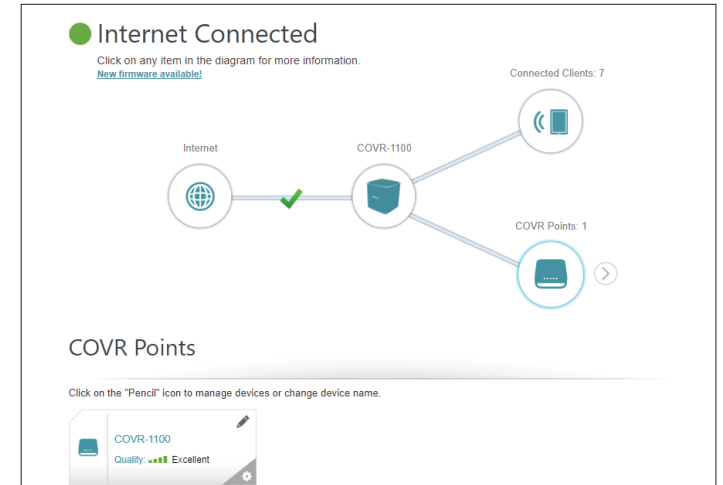 Internet Connected
Click on any item in the diagram for more information.
New firmware available!
Connected Clients: 7
Internet
COVR-1100
COVR Points: 1
COVR Points
Click on the "Pencil" icon to manage devices or change device name.
COVR-1100
Quality: Excellent